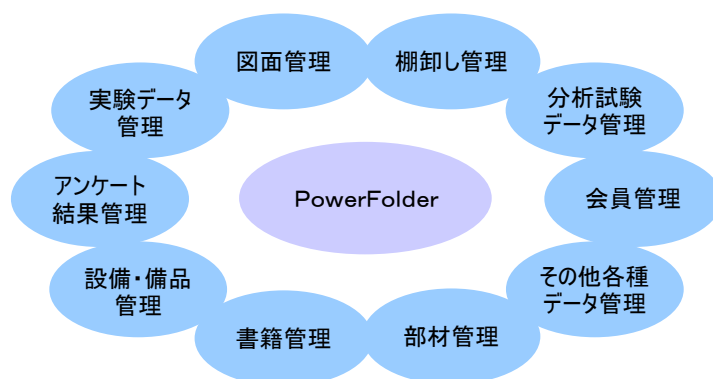 図面管理
棚卸し管理
実験データ
管理
分析試験
データ管理
アンケート
結果管理
PowerFolder
会員管理
設備・備品
管理
その他各種
データ管理
書籍管理
部材管理